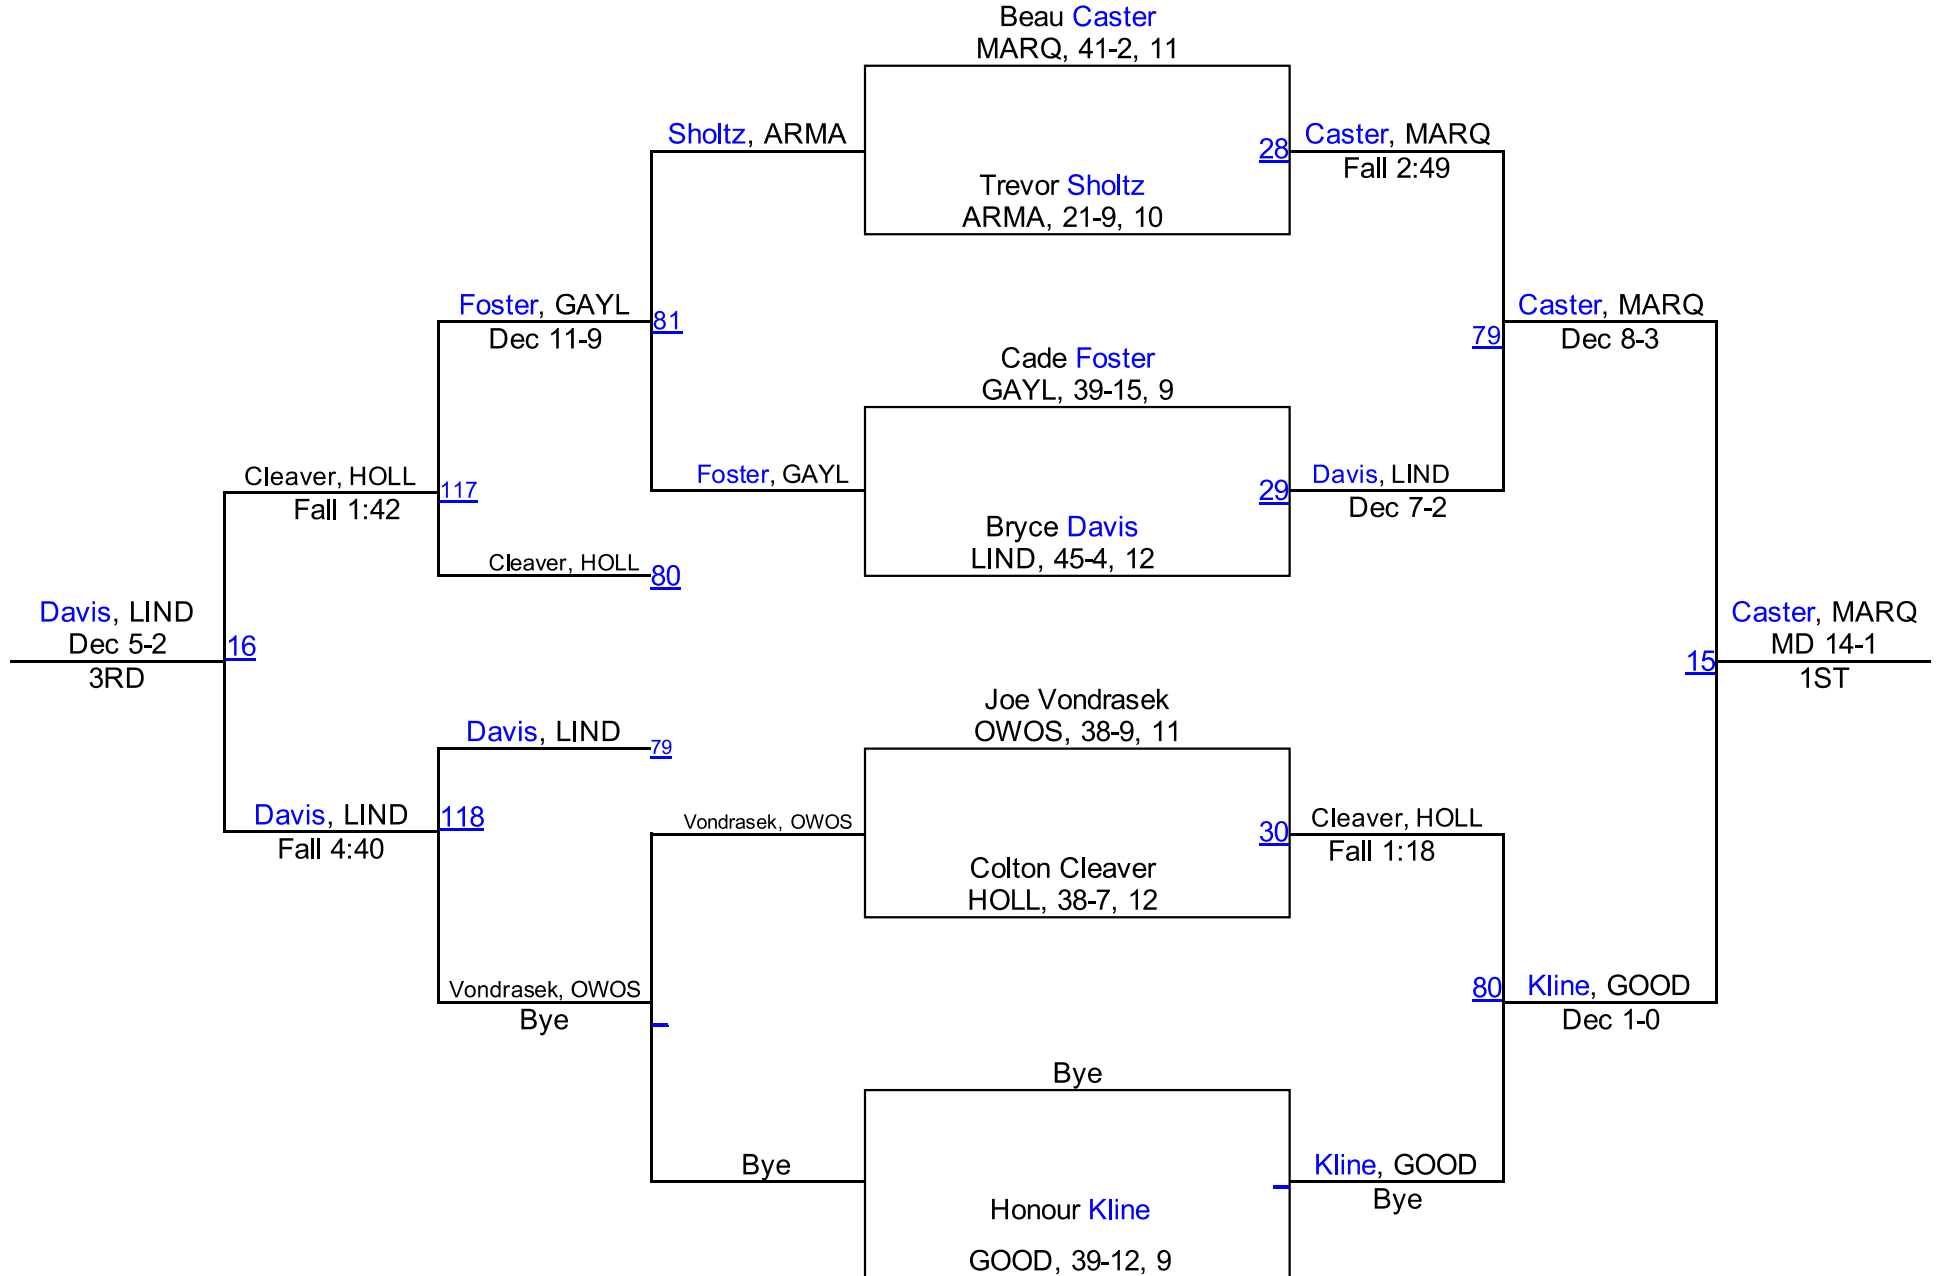 Beau Caster
MARQ, 41-2, 11
Sholtz, ARMA
28
Caster, MARQ
Fall 2:49
Trevor Sholtz
ARMA, 21-9, 10
Foster, GAYL
Dec 11-9
81
Caster, MARQ
Dec 8-3
79
Cade Foster
GAYL, 39-15, 9
Cleaver, HOLL
Fall 1:42
117
Foster, GAYL
29
Davis, LIND
Dec 7-2
Bryce Davis
LIND, 45-4, 12
Cleaver, HOLL
80
Davis, LIND
Dec 5-2
3RD
16
Caster, MARQ
MD 14-1
1ST
15
Joe Vondrasek
OWOS, 38-9, 11
Davis, LIND
79
Davis, LIND
Fall 4:40
118
Vondrasek, OWOS
30
Cleaver, HOLL
Fall 1:18
Colton Cleaver
HOLL, 38-7, 12
Vondrasek, OWOS
Bye
80
Kline, GOOD
Dec 1-0
Bye
Bye
Kline, GOOD
Bye
Honour Kline
GOOD, 39-12, 9